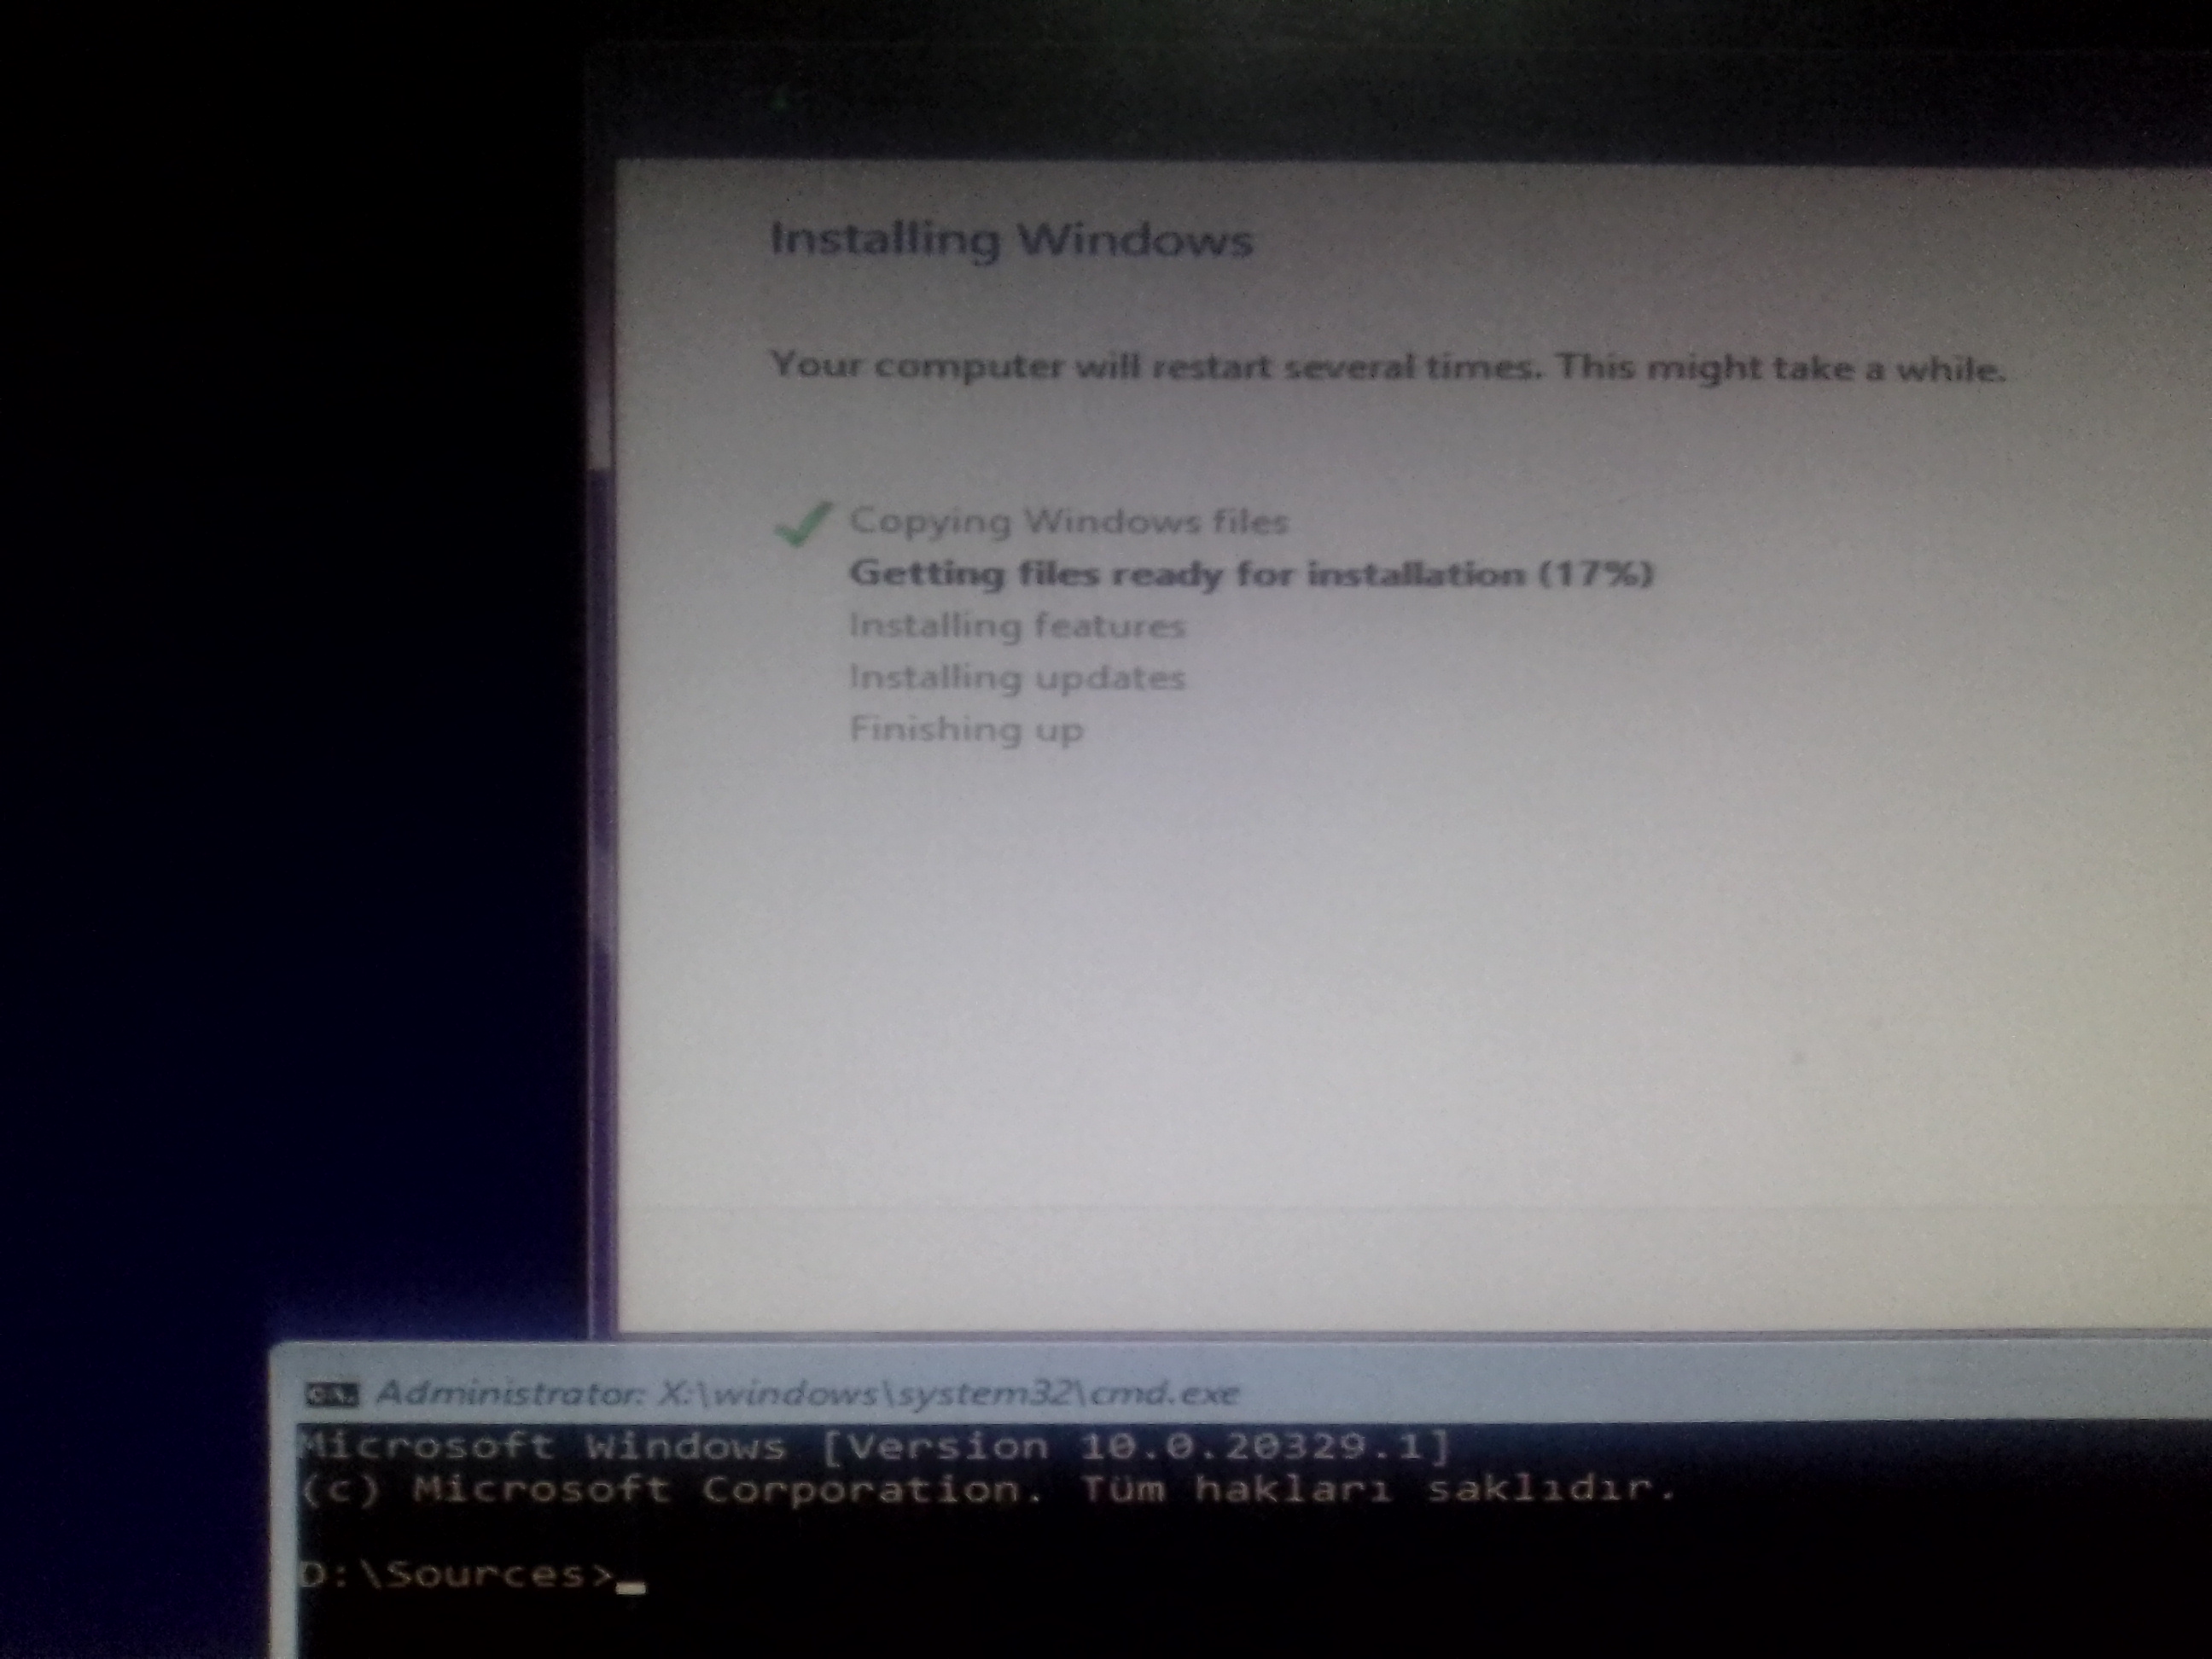 Installing Windows
Your computer will restart several times. This might take a while.
Copying Windows files
Getting files ready for installation (17%)
Installing features
Installing updates
Finishing up
C:\. Administrator: X:\windows\system32\cmd.exe
Microsoft Windows [Version 10.0.20329.1]
(c) Microsoft Corporation. Tüm hakları saklıdır.
D:\Sources>